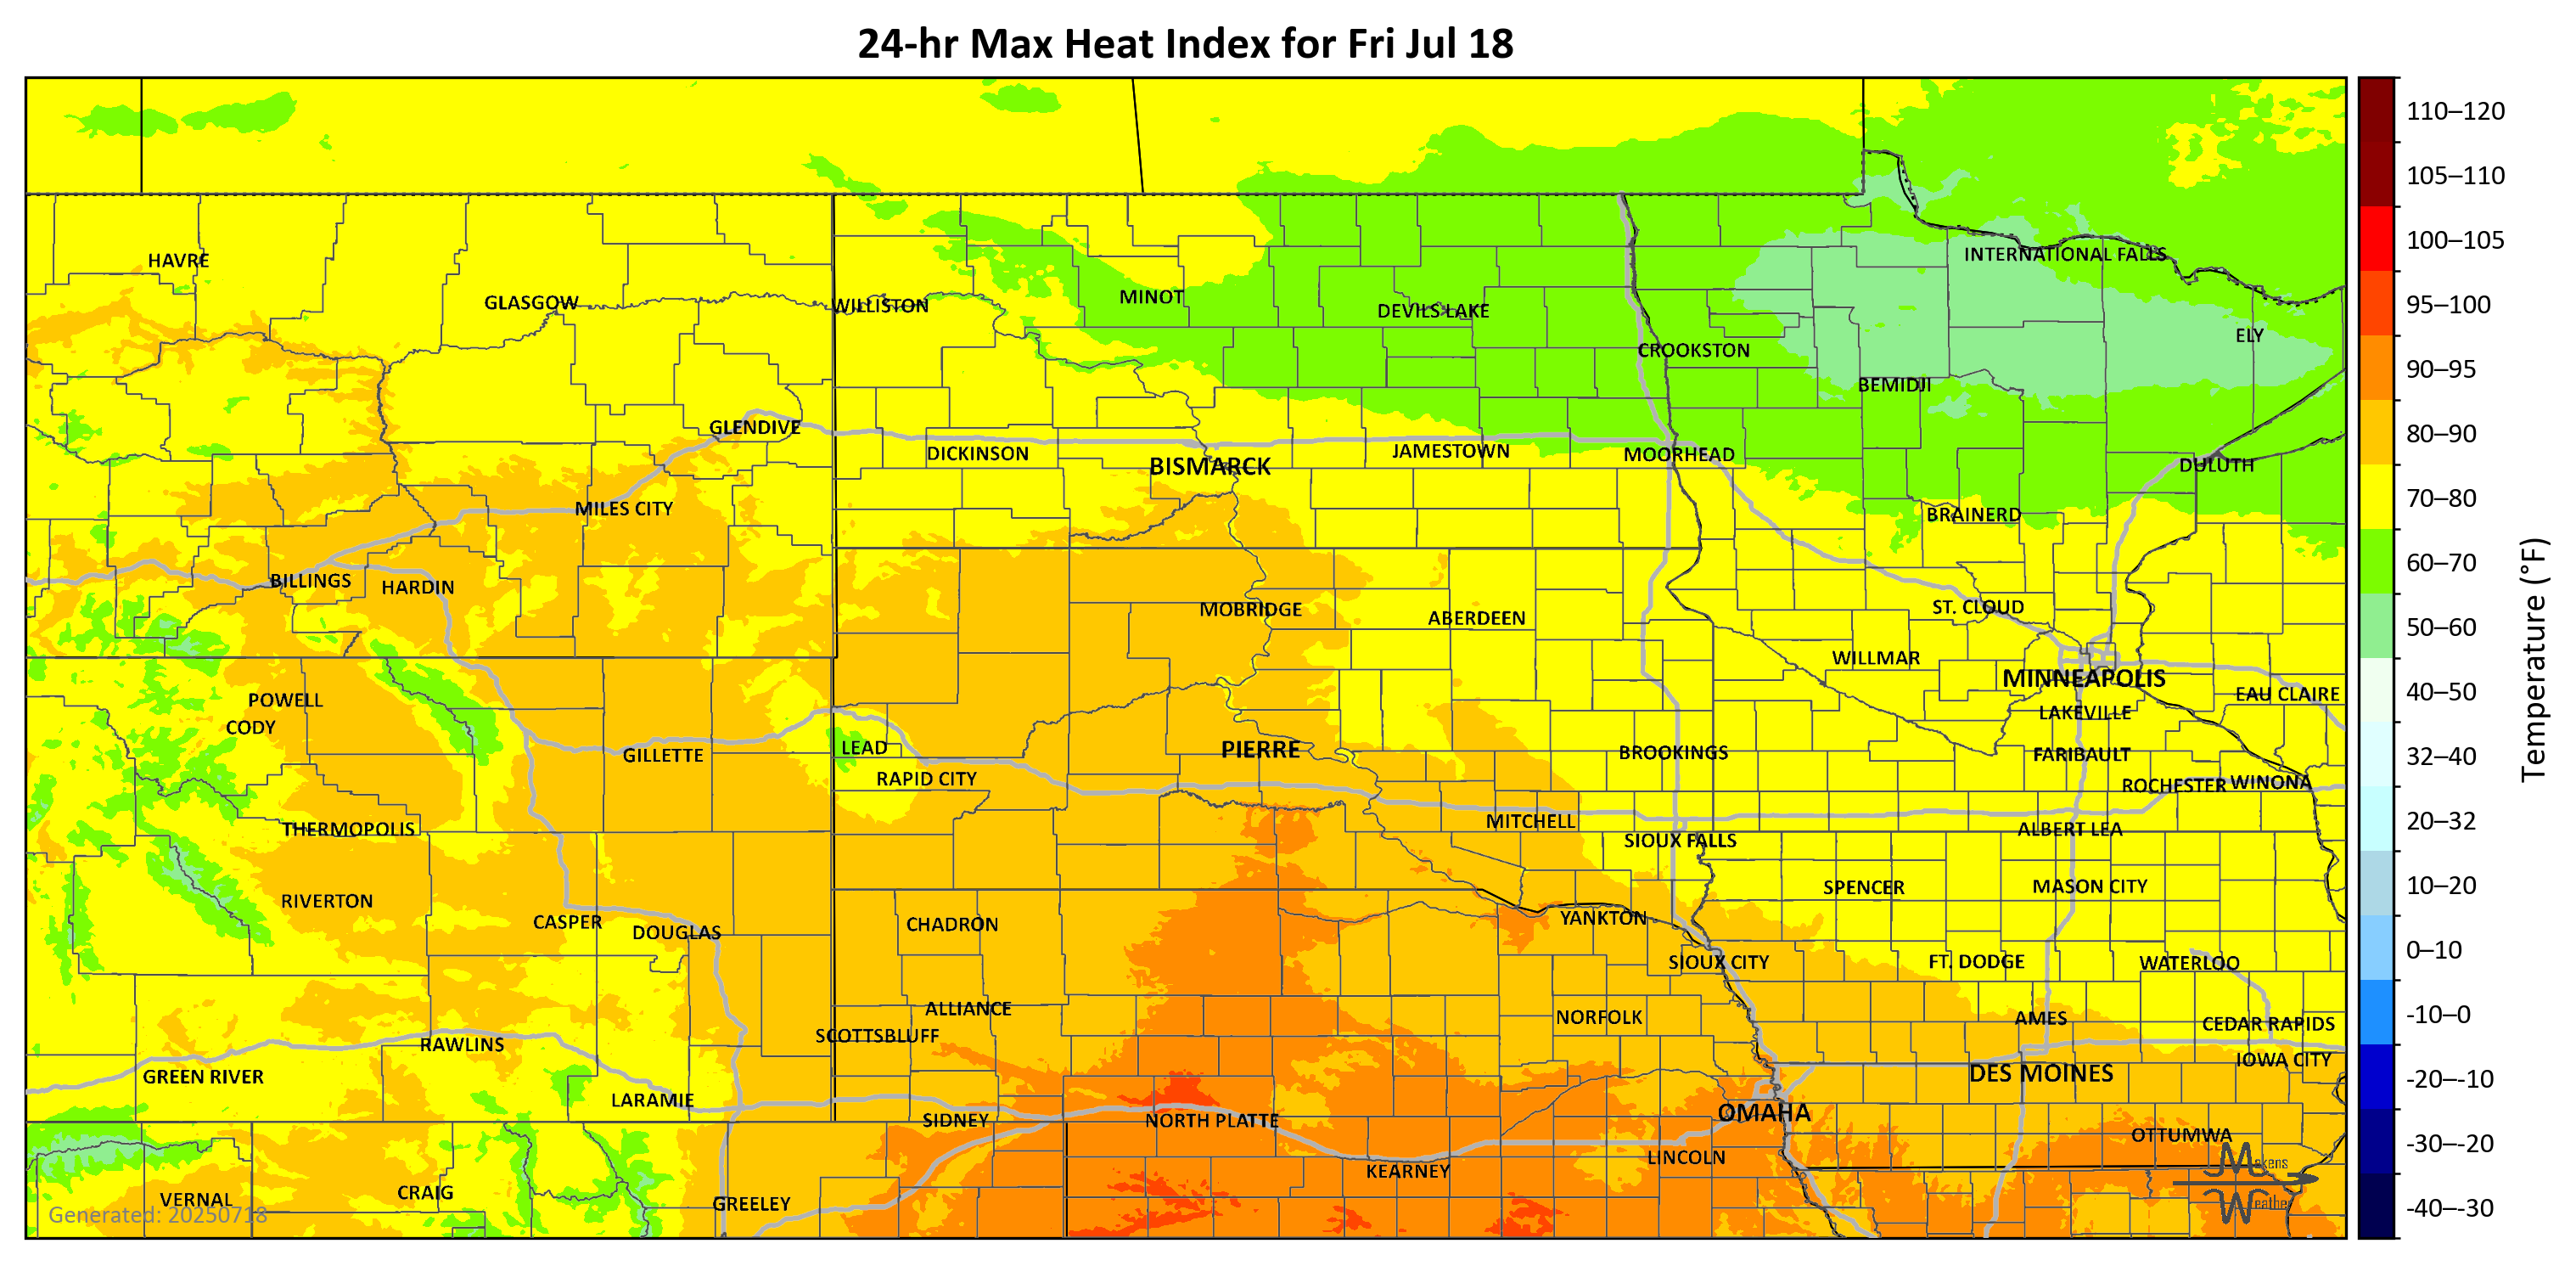 24-hr Max Heat Index for Fri Jul 18
110–120
105–110
100–105
95–100
90–95
80–90
70–80
60–70
50–60
40–50
32–40
20–32
10–20
0–10
-10–0
-20–-10
-30–-20
-40–-30
Temperature (°F)
HAVRE
GLASGOW
WILLISTON
MINOT
DEVILS LAKE
CROOKSTON
INTERNATIONAL FALLS
ELY
BEMIDJI
GLENDIVE
DICKINSON
BISMARCK
JAMESTOWN
MOORHEAD
DULUTH
MILES CITY
BRAINERD
BILLINGS
HARDIN
MOBRIDGE
ABERDEEN
ST. CLOUD
WILLMAR
MINNEAPOLIS
EAU CLAIRE
POWELL
CODY
LAKEVILLE
GILLETTE
LEAD
PIERRE
BROOKINGS
FARIBAULT
RAPID CITY
ROCHESTER
WINONA
THERMOPOLIS
MITCHELL
SIOUX FALLS
ALBERT LEA
RIVERTON
SPENCER
MASON CITY
CASPER
DOUGLAS
CHADRON
YANKTON
SIOUX CITY
FT. DODGE
WATERLOO
ALLIANCE
NORFOLK
AMES
CEDAR RAPIDS
SCOTTSBLUFF
RAWLINS
IOWA CITY
GREEN RIVER
DES MOINES
LARAMIE
SIDNEY
NORTH PLATTE
OMAHA
OTTUMWA
LINCOLN
KEARNEY
VERNAL
CRAIG
GREELEY
Makens
Weather
Generated: 20250718